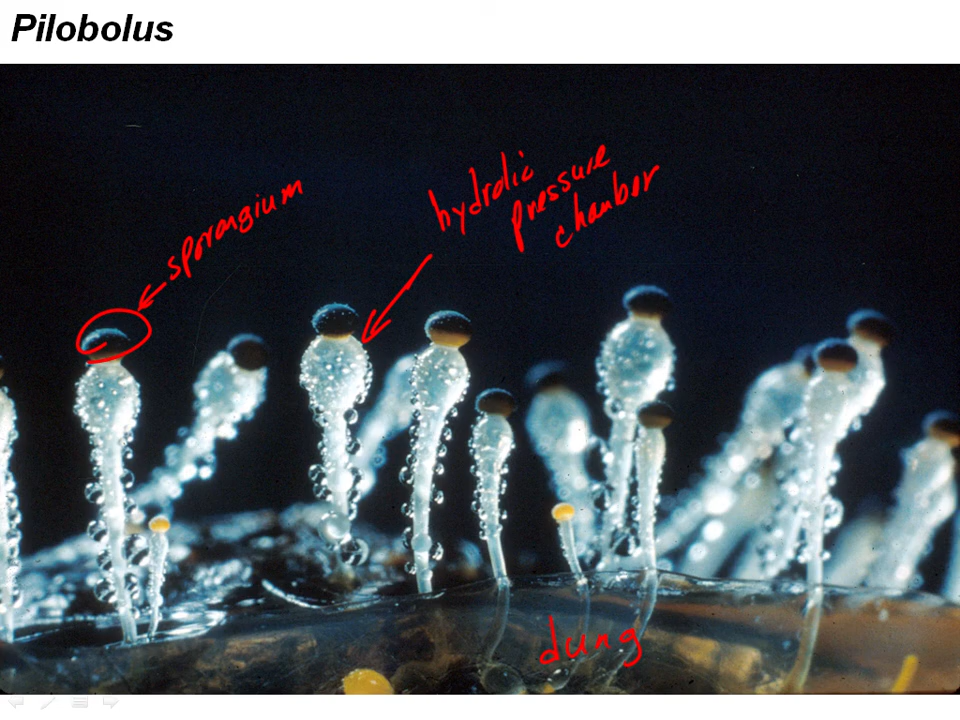 Pilobolus
sporangium
hydrolic
pressure
chamber
dung